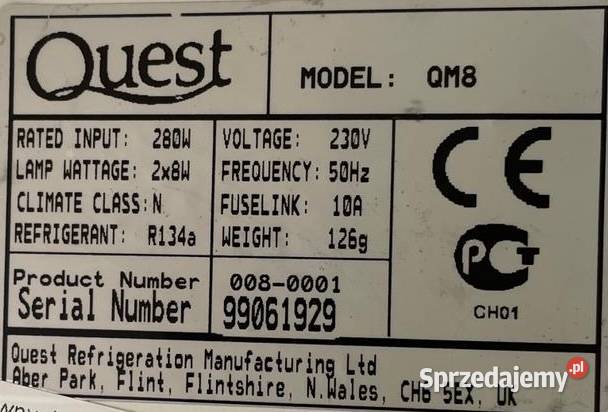 Quest
MODEL: QM8
RATED INPUT: 280W
LAMP WATTAGE: 2x8W
CLIMATE CLASS: N
REFRIGERANT: R134a
VOLTAGE: 230V
FREQUENCY: 50Hz
FUSELINK: 10A
WEIGHT: 126g
CE
PCT
CH01
Product Number 008-0001
Serial Number 99061929
Quest Refrigeration Manufacturing Ltd
Aber Park, Flint, Flintshire, N.Wales, CH6 5EX, UK
Sprzedajemy.pl